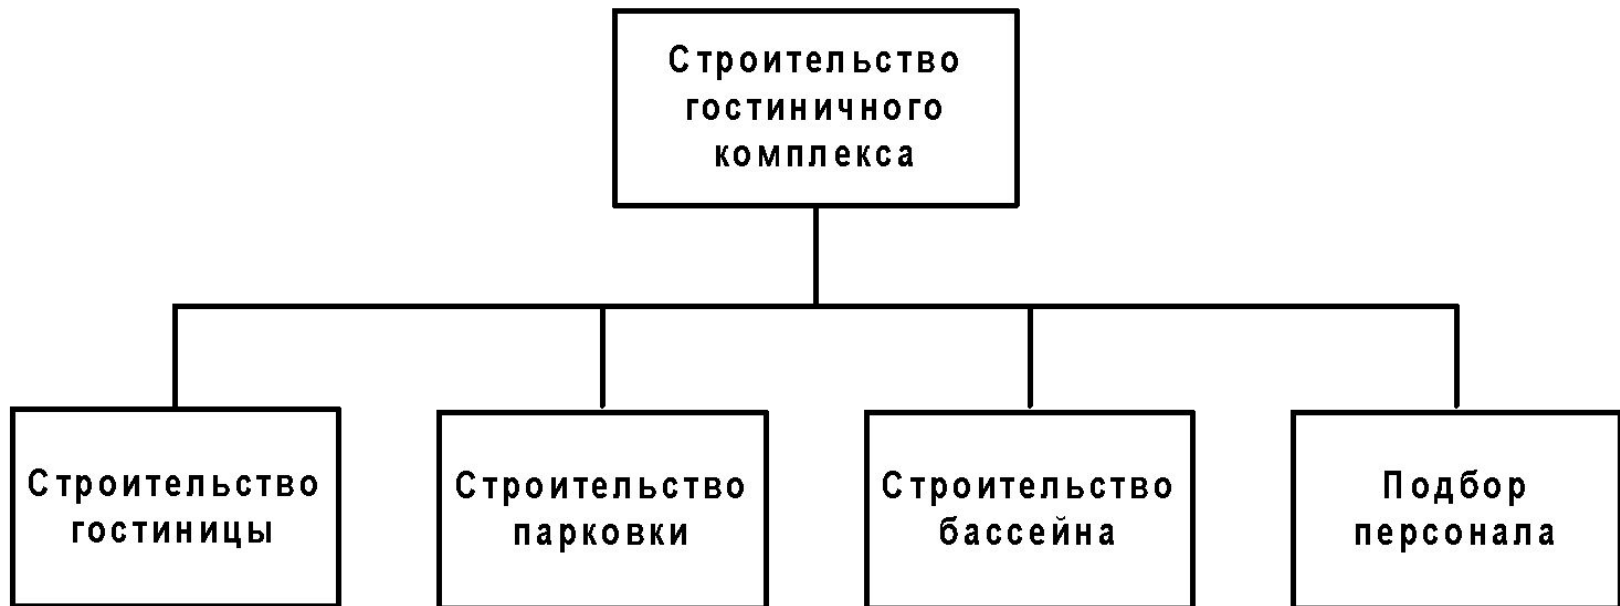 Строительство
гостиничного
комплекса
Строительство
гостиницы
Строительство
парковки
Строительство
бассейна
Подбор
персонала